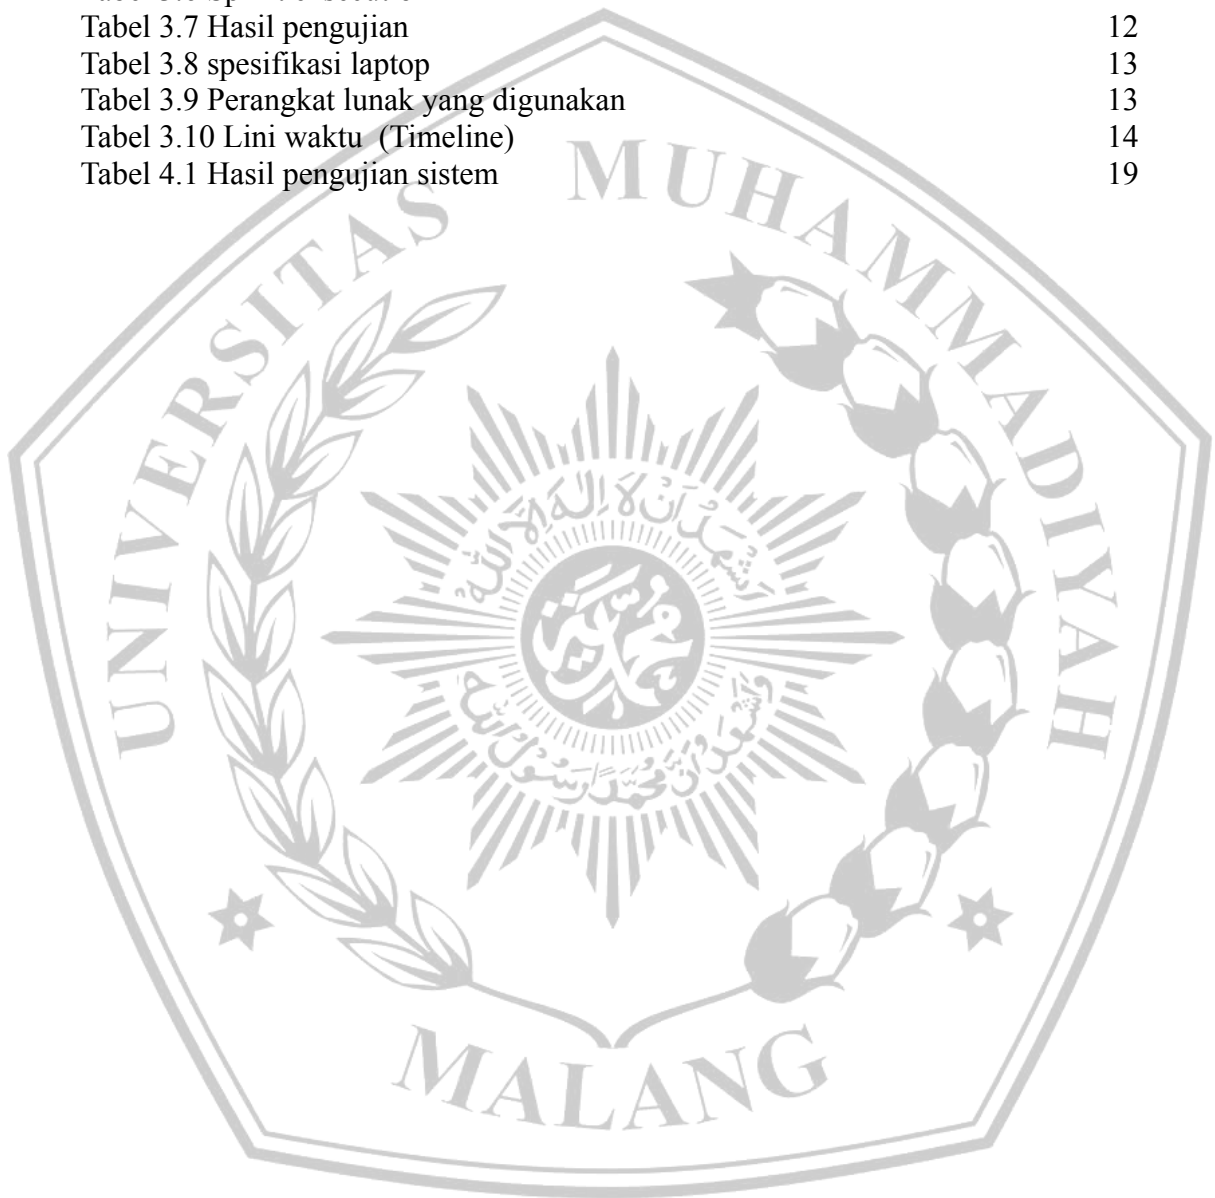 Tabel 3.7 Hasil pengujian 12
Tabel 3.8 spesifikasi laptop 13
Tabel 3.9 Perangkat lunak yang digunakan 13
Tabel 3.10 Lini waktu (Timeline) 14
Tabel 4.1 Hasil pengujian sistem 19
UNIVERSITAS MUHAMMADIYAH
MALANG